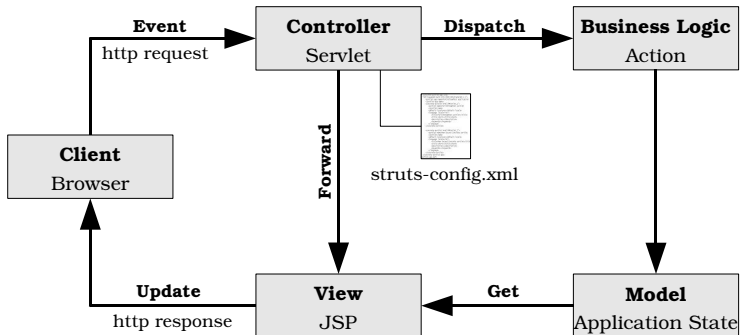 Event
http request
Controller
Servlet
Dispatch
Business Logic
Action
Forward
struts-config.xml
Client
Browser
Update
http response
View
JSP
Get
Model
Application State